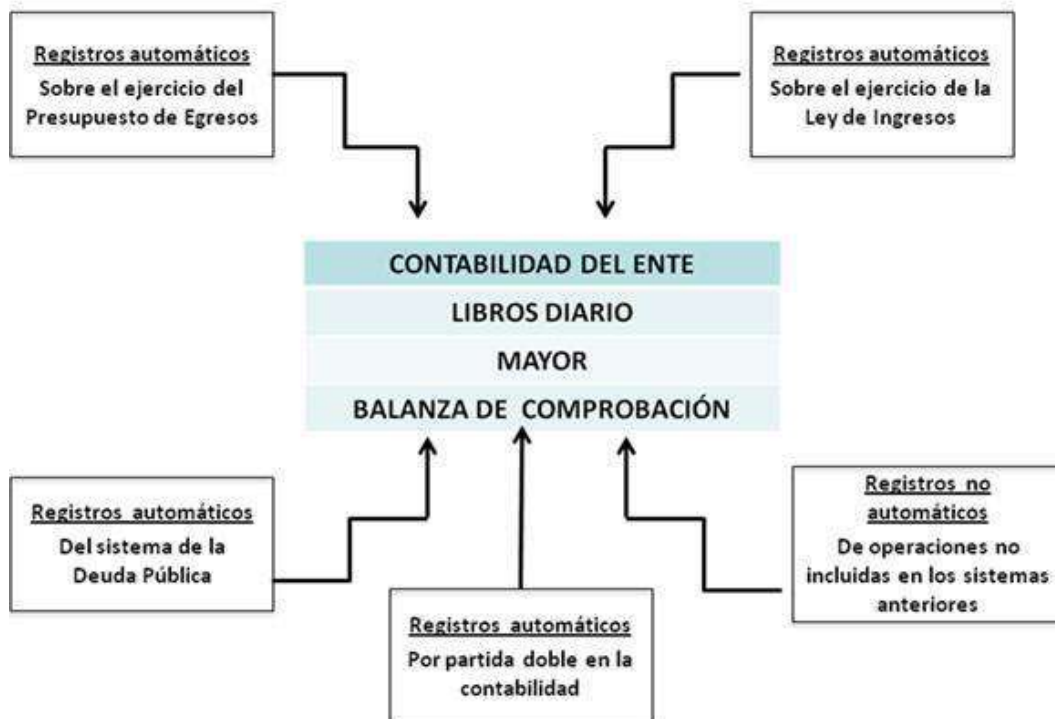 Registros automáticos
Sobre el ejercicio del
Presupuesto de Egresos
Registros automáticos
Sobre el ejercicio de la
Ley de Ingresos
CONTABILIDAD DEL ENTE
LIBROS DIARIO
MAYOR
BALANZA DE COMPROBACIÓN
Registros automáticos
Del sistema de la
Deuda Pública
Registros automáticos
Por partida doble en la
contabilidad
Registros no
automáticos
De operaciones no
incluidas en los sistemas
anteriores